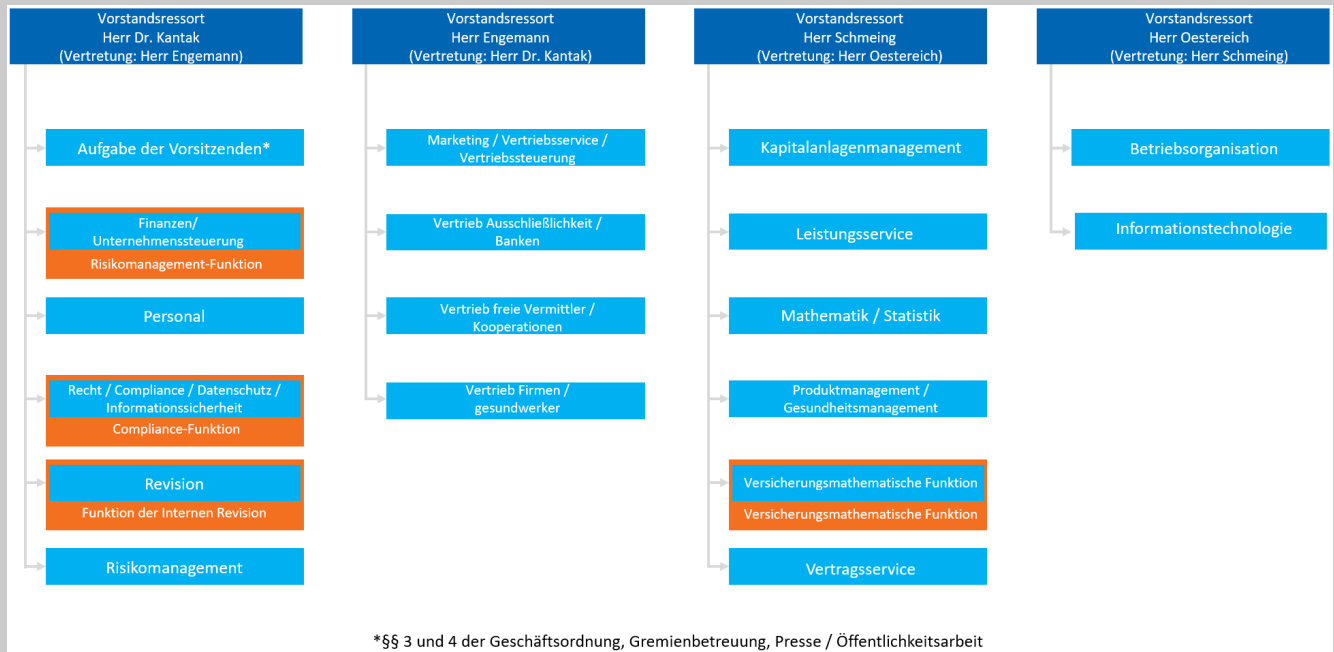 Vorstandsressort
Herr Dr. Kantak
(Vertretung: Herr Engemann)
Aufgabe der Vorsitzenden*
Finanzen/
Unternehmenssteuerung
Risikomanagement-Funktion
Personal
Recht / Compliance / Datenschutz /
Informationssicherheit
Compliance-Funktion
Revision
Funktion der Internen Revision
Risikomanagement
Vorstandsressort
Herr Engemann
(Vertretung: Herr Dr. Kantak)
Marketing / Vertriebsservice /
Vertriebssteuerung
Vertrieb Ausschließlichkeit /
Banken
Vertrieb freie Vermittler /
Kooperationen
Vertrieb Firmen /
gesundwerker
Vorstandsressort
Herr Schmeing
(Vertretung: Herr Oestereich)
Kapitalanlagenmanagement
Leistungsservice
Mathematik / Statistik
Produktmanagement /
Gesundheitsmanagement
Versicherungsmathematische Funktion
Versicherungsmathematische Funktion
Vertragsservice
Vorstandsressort
Herr Oestereich
(Vertretung: Herr Schmeing)
Betriebsorganisation
Informationstechnologie
*§§ 3 und 4 der Geschäftsordnung, Gremienbetreuung, Presse / Öffentlichkeitsarbeit